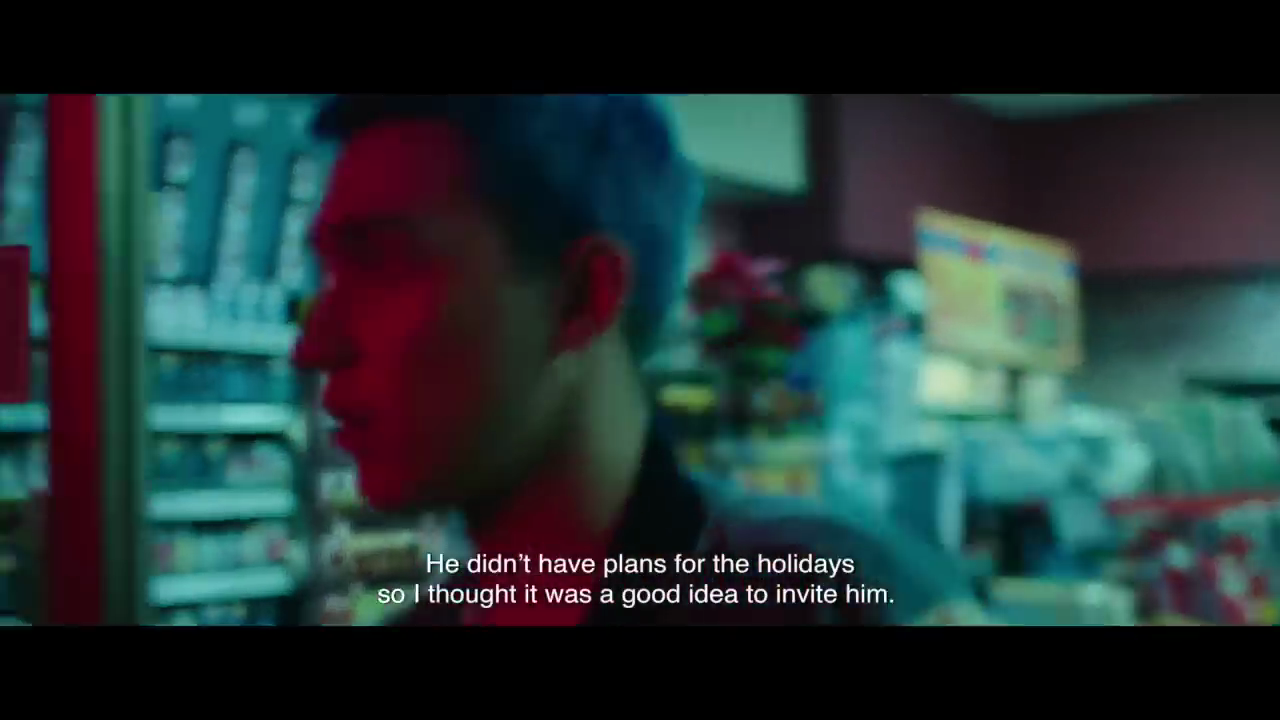 He didn’t have plans for the holidays
so I thought it was a good idea to invite him.